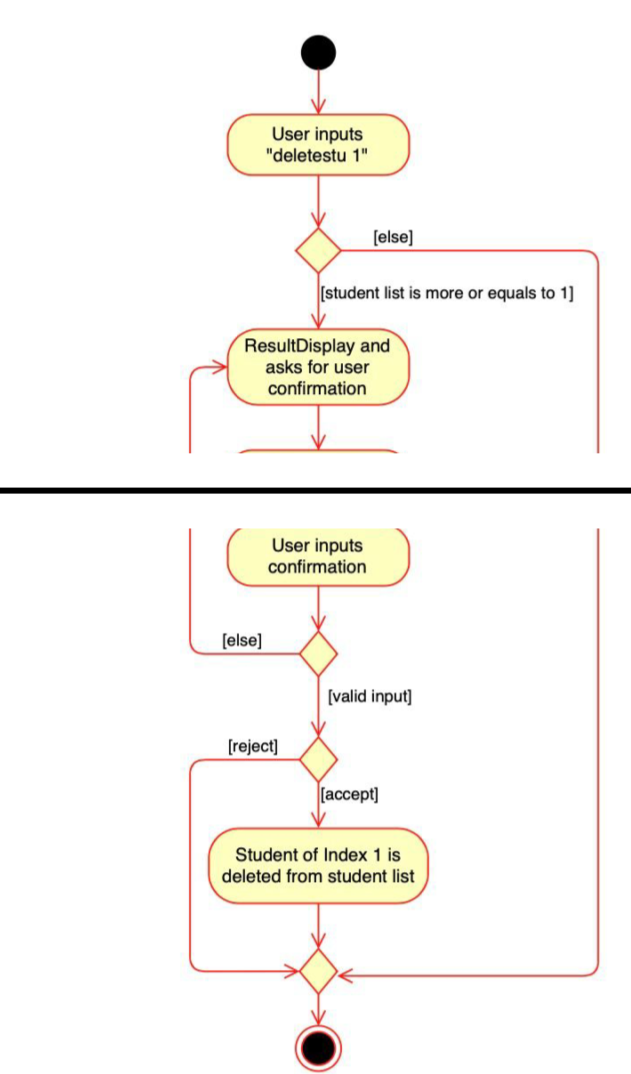 User inputs
"deletestu 1"
[else]
[student list is more or equals to 1]
ResultDisplay and
asks for user
confirmation
User inputs
confirmation
[else]
[valid input]
[reject]
[accept]
Student of Index 1 is
deleted from student list